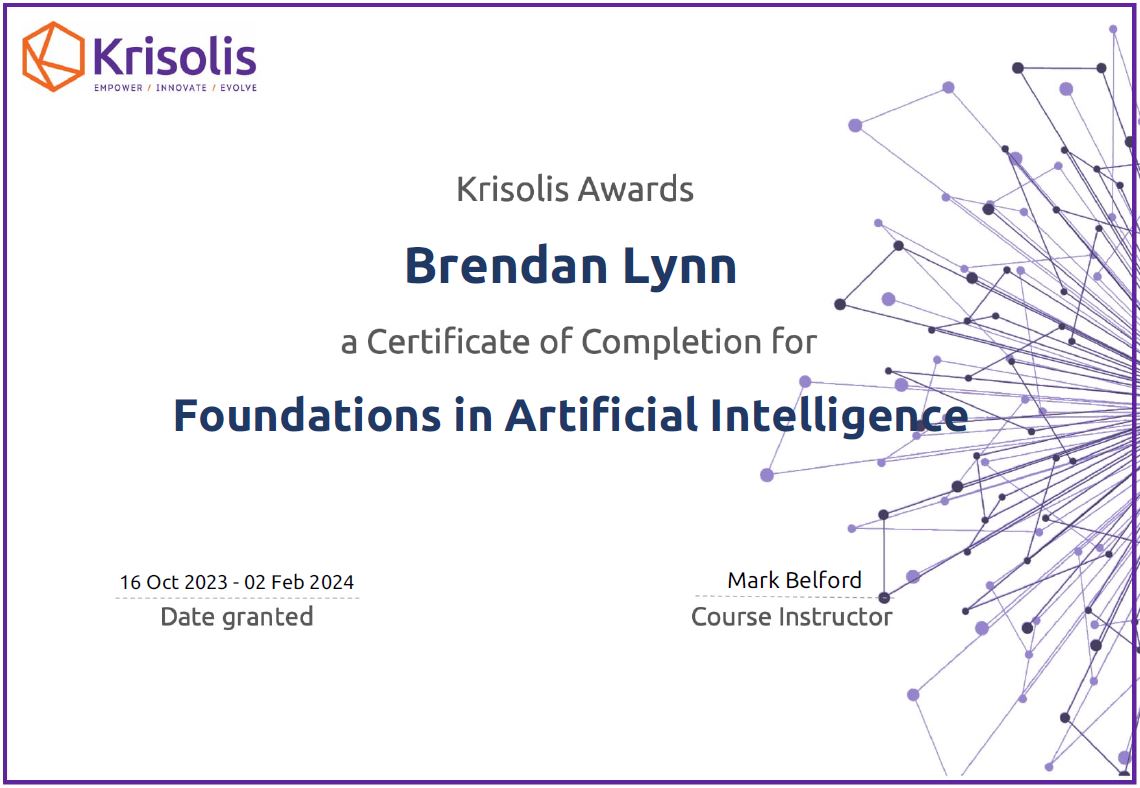 Krisolis
EMPOWER / INNOVATE / EVOLVE
Krisolis Awards
Brendan Lynn
a Certificate of Completion for
Foundations in Artificial Intelligence
16 Oct 2023 - 02 Feb 2024
Date granted
Mark Belford
Course Instructor